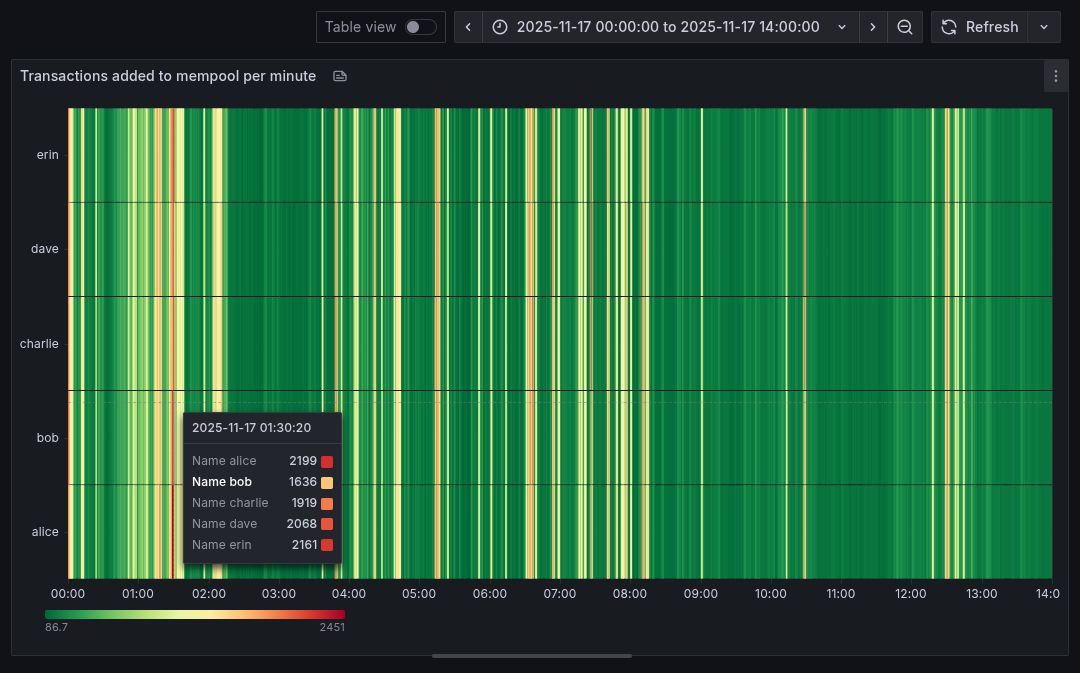 Table view
2025-11-17 00:00:00 to 2025-11-17 14:00:00
Refresh
Transactions added to mempool per minute
erin
dave
charlie
bob
alice
2025-11-17 01:30:20
Name alice 2199
Name bob 1636
Name charlie 1919
Name dave 2068
Name erin 2161
00:00 01:00 02:00 03:00 04:00 05:00 06:00 07:00 08:00 09:00 10:00 11:00 12:00 13:00 14:0
86.7 2451